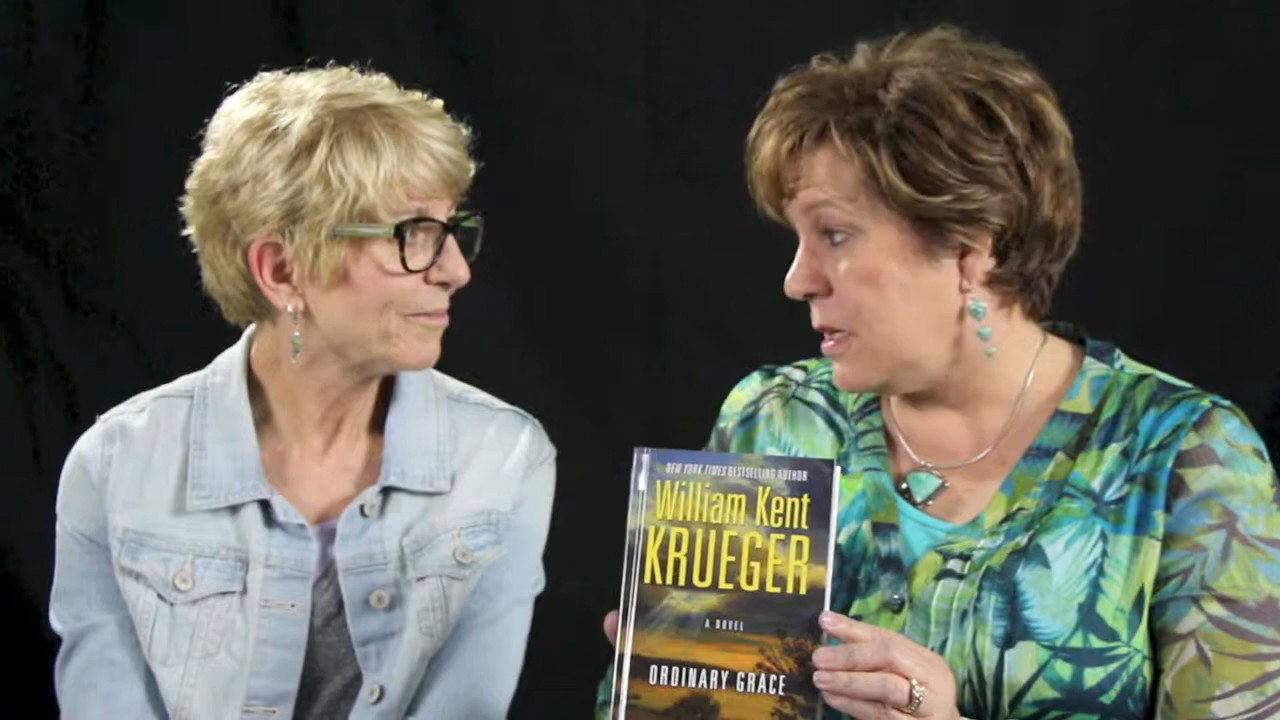 NEW YORK TIMES BESTSELLING AUTHOR
William Kent
KRUEGER
A NOVEL
ORDINARY GRACE